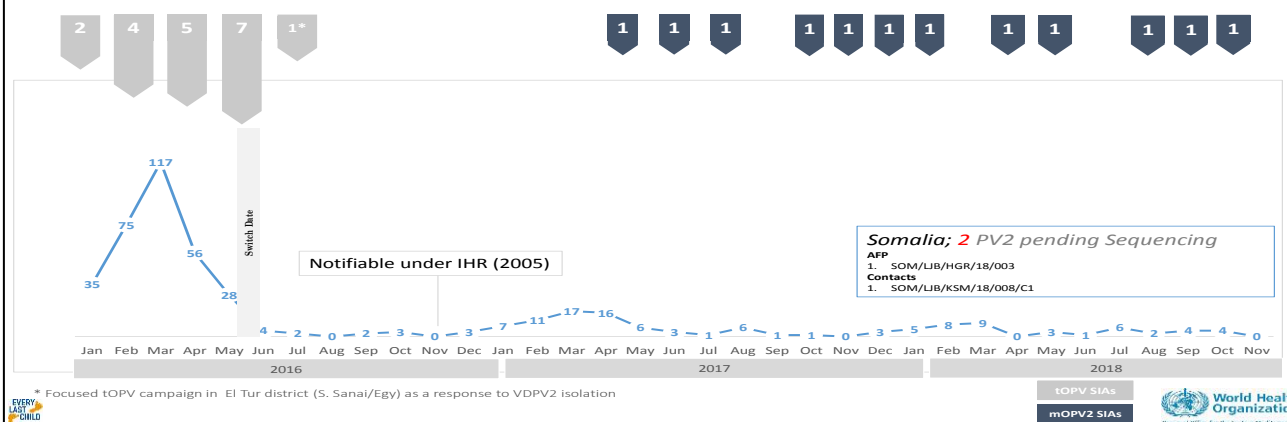 2 4 5 7 1* 1 1 1 1 1 1 1 1 1 1 1 1
117
75
56
35
28
Switch Date
Notifiable under IHR (2005)
Somalia; 2 PV2 pending Sequencing
AFP
1. SOM/LJB/HGR/18/003
Contacts
1. SOM/LJB/KSM/18/008/C1
4 2 0 2 3 0 3 7 11 17 16 6 3 1 6 1 1 0 3 5 8 9 0 3 1 6 2 4 4 0
Jan Feb Mar Apr May Jun Jul Aug Sep Oct Nov Dec Jan Feb Mar Apr May Jun Jul Aug Sep Oct Nov Dec Jan Feb Mar Apr May Jun Jul Aug Sep Oct Nov
2016 2017 2018
* Focused tOPV campaign in El Tur district (S. Sanai/Egy) as a response to VDPV2 isolation
tOPV SIAs
mOPV2 SIAs
EVERY
LAST
CHILD
World Healt
Organizatio